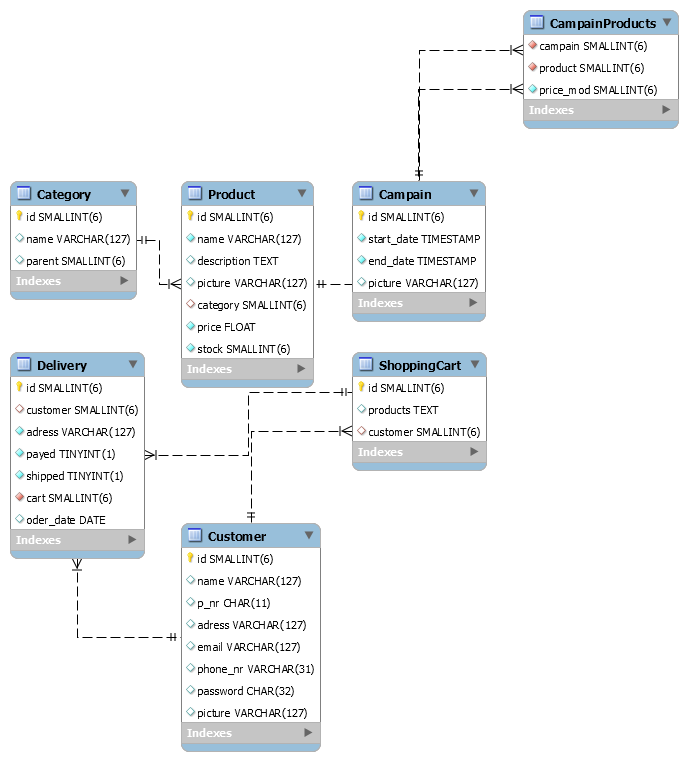 CampainProducts
campain SMALLINT(6)
product SMALLINT(6)
price_mod SMALLINT(6)
Indexes
Category
id SMALLINT(6)
name VARCHAR(127)
parent SMALLINT(6)
Indexes
Product
id SMALLINT(6)
name VARCHAR(127)
description TEXT
picture VARCHAR(127)
category SMALLINT(6)
price FLOAT
stock SMALLINT(6)
Indexes
Campain
id SMALLINT(6)
start_date TIMESTAMP
end_date TIMESTAMP
picture VARCHAR(127)
Indexes
Delivery
id SMALLINT(6)
customer SMALLINT(6)
adress VARCHAR(127)
payed TINYINT(1)
shipped TINYINT(1)
cart SMALLINT(6)
oder_date DATE
Indexes
ShoppingCart
id SMALLINT(6)
products TEXT
customer SMALLINT(6)
Indexes
Customer
id SMALLINT(6)
name VARCHAR(127)
p_nr CHAR(11)
adress VARCHAR(127)
email VARCHAR(127)
phone_nr VARCHAR(31)
password CHAR(32)
picture VARCHAR(127)
Indexes